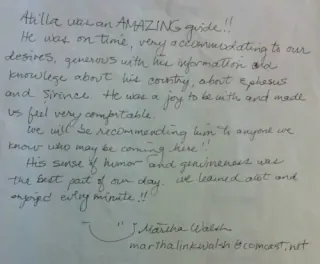 Atilla was an AMAZING guide!!
He was on time, very accommodating to our
desires, generous with his information and
knowlege about his country, about Ephesus
and Sirince. He was a joy to be with and made
us feel very comfortable.
We will be recommending him to anyone we
know who may be coming here!!
His sense of humor and genuineness was
the best part of our day. We learned alot and
enjoyed every minute!!
Marsha Walsh
marthalinkwalsh@comcast.net